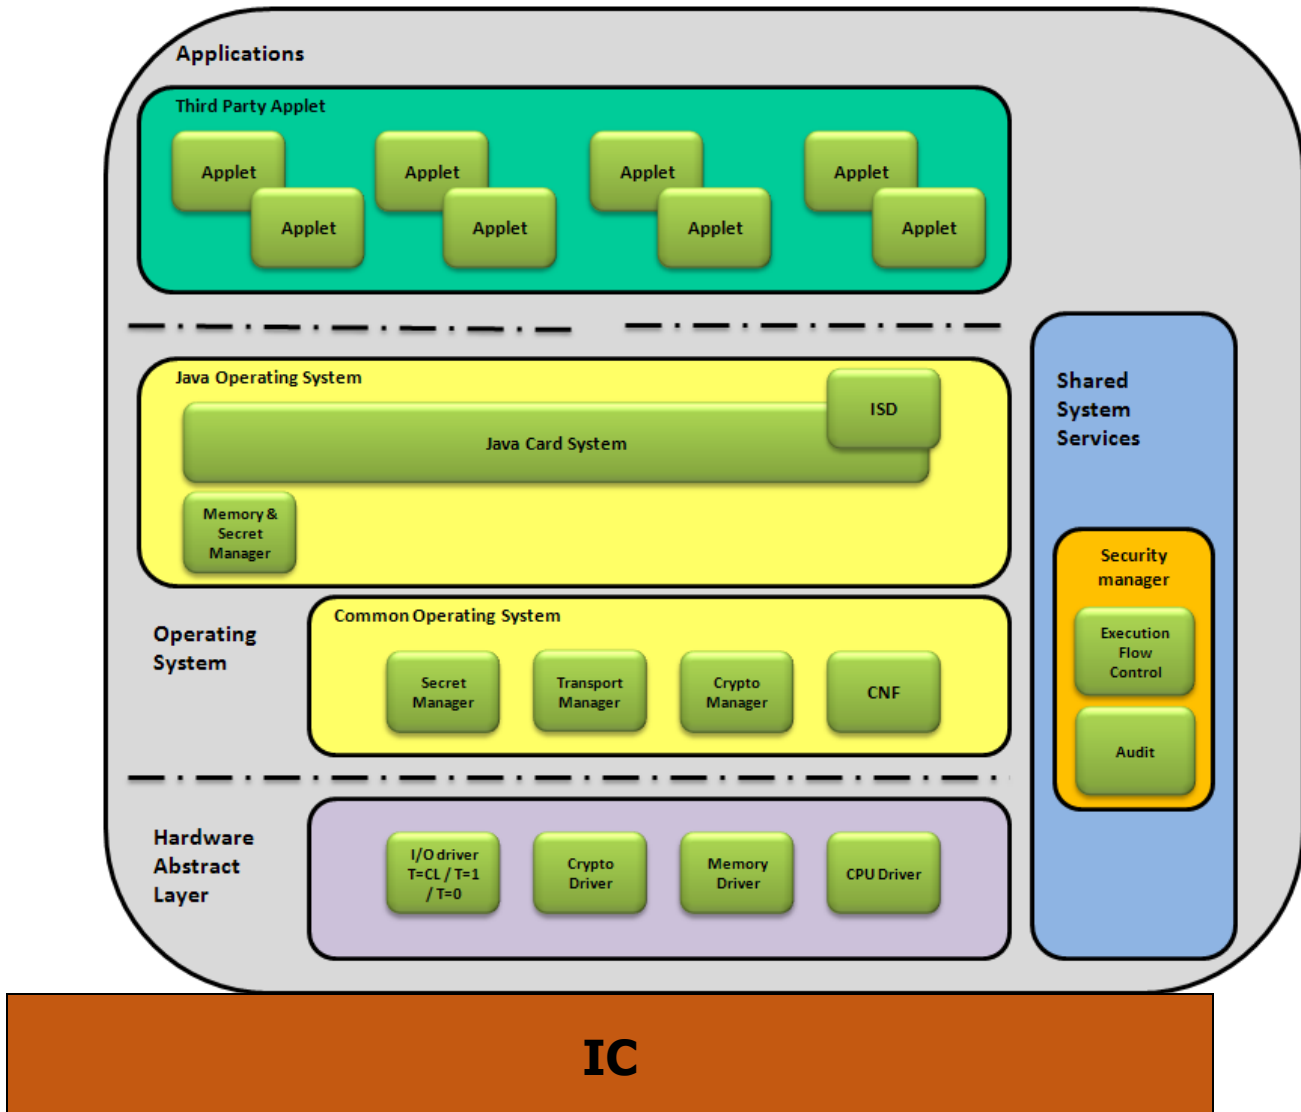 Applications
Third Party Applet
Applet
Applet
Applet
Applet
Applet
Applet
Applet
Applet
Java Operating System
ISD
Java Card System
Memory &
Secret
Manager
Shared
System
Services
Security
manager
Execution
Flow
Control
Audit
Operating
System
Common Operating System
Secret
Manager
Transport
Manager
Crypto
Manager
CNF
Hardware
Abstract
Layer
I/O driver
T=CL / T=1
/ T=0
Crypto
Driver
Memory
Driver
CPU Driver
IC